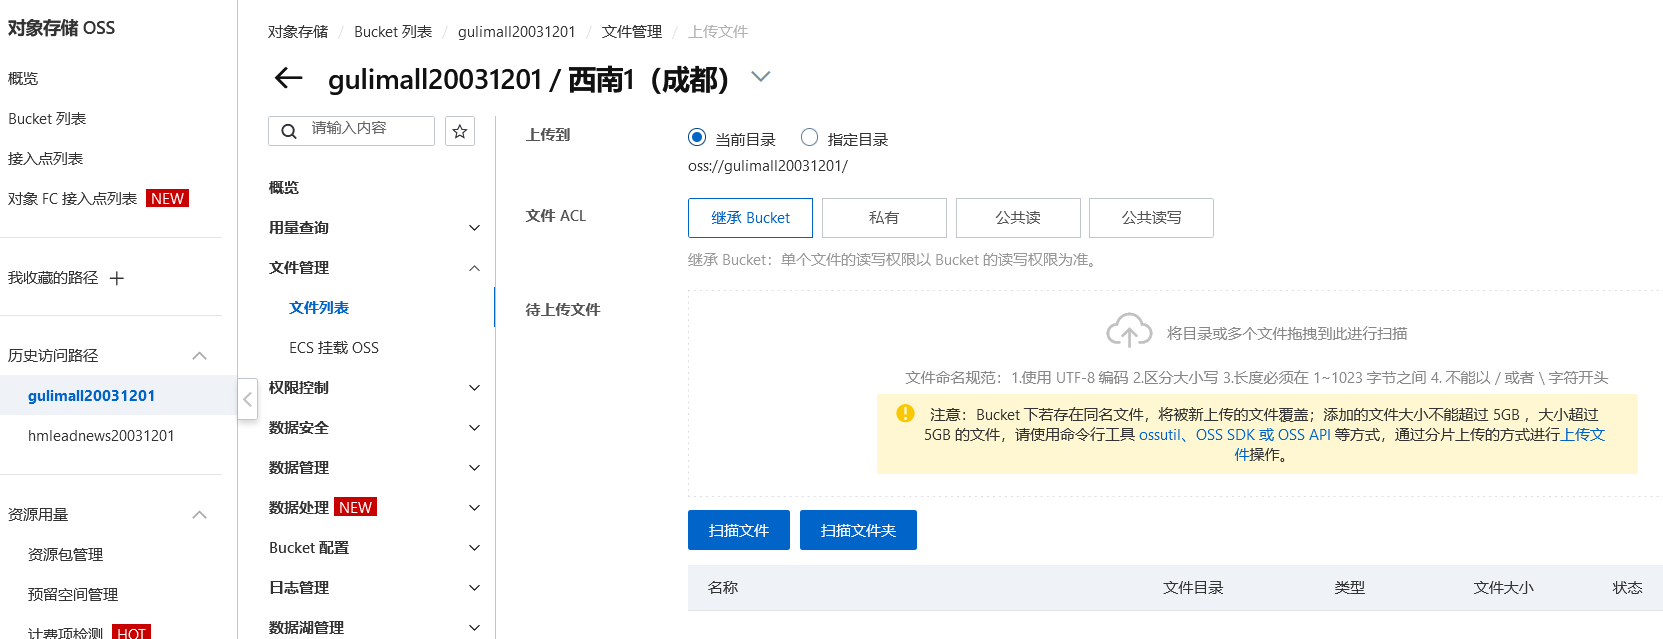 对象存储 OSS
概览
Bucket 列表
接入点列表
对象 FC 接入点列表 NEW
我收藏的路径
历史访问路径
gulimall20031201
hmleadnews20031201
资源用量
资源包管理
预留空间管理
计费项检测 HOT
对象存储 / Bucket 列表 / gulimall20031201 / 文件管理 / 上传文件
gulimall20031201 / 西南1（成都）
请输入内容
概览
用量查询
文件管理
文件列表
ECS 挂载 OSS
权限控制
数据安全
数据管理
数据处理 NEW
Bucket 配置
日志管理
数据湖管理
上传到
当前目录 指定目录
oss://gulimall20031201/
文件 ACL
继承 Bucket 私有 公共读 公共读写
继承 Bucket：单个文件的读写权限以 Bucket 的读写权限为准。
待上传文件
将目录或多个文件拖拽到此进行扫描
文件命名规范：1.使用 UTF-8 编码 2.区分大小写 3.长度必须在 1~1023 字节之间 4. 不能以 / 或者 \ 字符开头
注意：Bucket 下若存在同名文件，将被新上传的文件覆盖；添加的文件大小不能超过 5GB ，大小超过
5GB 的文件，请使用命令行工具 ossutil、OSS SDK 或 OSS API 等方式，通过分片上传的方式进行上传文
件操作。
扫描文件 扫描文件夹
名称 文件目录 类型 文件大小 状态